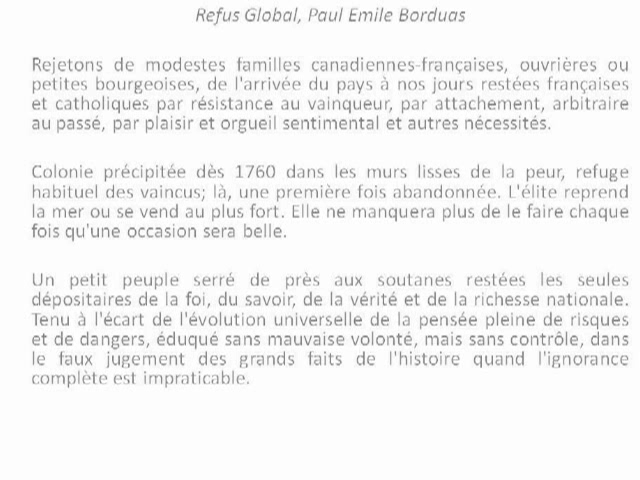 Refus Global, Paul Emile Borduas
Rejetons de modestes familles canadiennes-françaises, ouvrières ou
petites bourgeoises, de l'arrivée du pays à nos jours restées françaises
et catholiques par résistance au vainqueur, par attachement, arbitraire
au passé, par plaisir et orgueil sentimental et autres nécessités.
Colonie précipitée dès 1760 dans les murs lisses de la peur, refuge
habituel des vaincus; là, une première fois abandonnée. L'élite reprend
la mer ou se vend au plus fort. Elle ne manquera plus de le faire chaque
fois qu'une occasion sera belle.
Un petit peuple serré de près aux soutanes restées les seules
dépositaires de la foi, du savoir, de la vérité et de la richesse nationale.
Tenu à l'écart de l'évolution universelle de la pensée pleine de risques
et de dangers, éduqué sans mauvaise volonté, mais sans contrôle, dans
le faux jugement des grands faits de l'histoire quand l'ignorance
complète est impraticable.